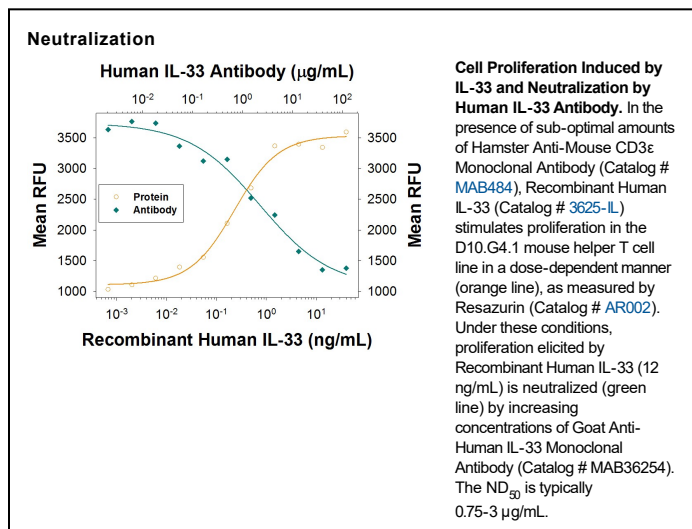 Neutralization
Human IL-33 Antibody (µg/mL)
10⁻² 10⁻¹ 10⁰ 10¹ 10²
Mean RFU
3500
3000
2500
2000
1500
1000
Protein
Antibody
3500
3000
2500
2000
1500
1000
Mean RFU
10⁻³ 10⁻² 10⁻¹ 10⁰ 10¹
Recombinant Human IL-33 (ng/mL)
Cell Proliferation Induced by
IL-33 and Neutralization by
Human IL-33 Antibody. In the
presence of sub-optimal amounts
of Hamster Anti-Mouse CD3ε
Monoclonal Antibody (Catalog #
MAB484), Recombinant Human
IL-33 (Catalog # 3625-IL)
stimulates proliferation in the
D10.G4.1 mouse helper T cell
line in a dose-dependent manner
(orange line), as measured by
Resazurin (Catalog # AR002).
Under these conditions,
proliferation elicited by
Recombinant Human IL-33 (12
ng/mL) is neutralized (green
line) by increasing
concentrations of Goat Anti-
Human IL-33 Monoclonal
Antibody (Catalog # MAB36254).
The ND₅₀ is typically
0.75-3 µg/mL.